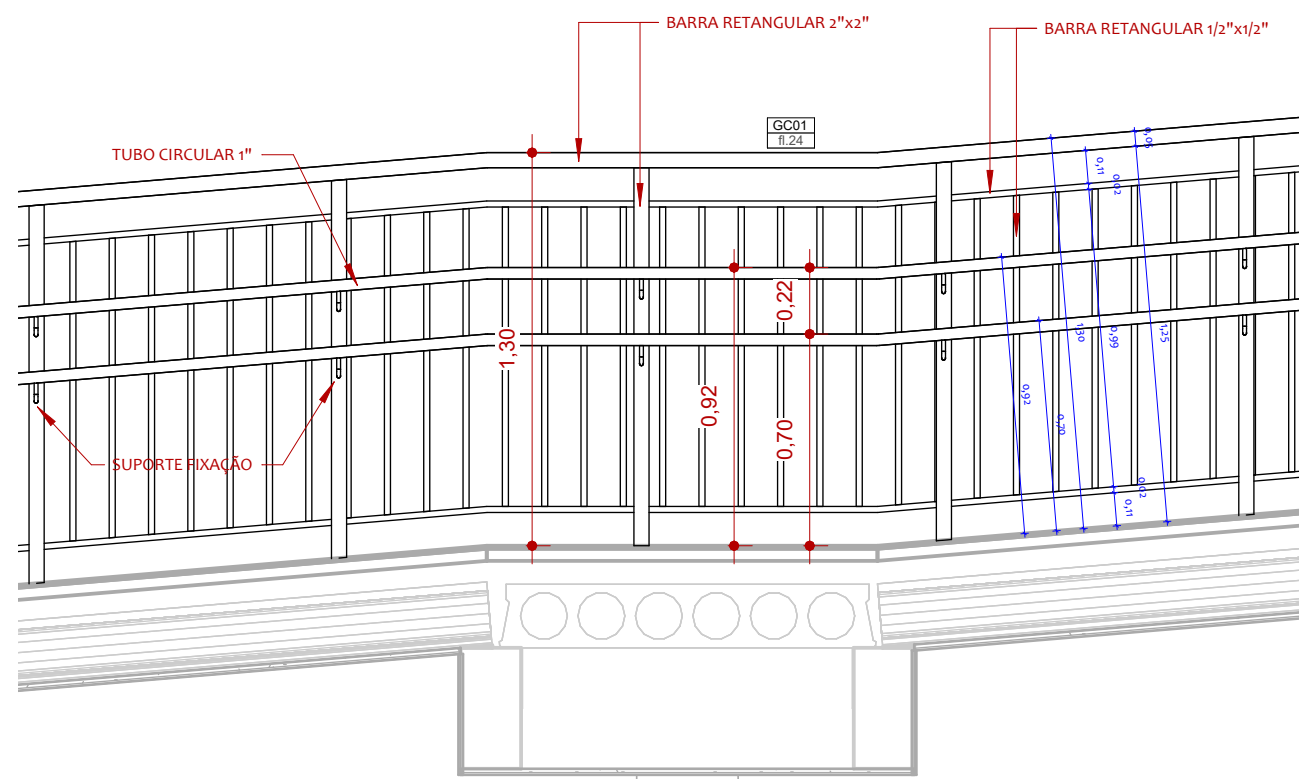 BARRA RETANGULAR 2"x2"
BARRA RETANGULAR 1/2"x1/2"
GC01
fl.24
TUBO CIRCULAR 1"
0,05
0,11
0,02
0,22
1,30
1,30
0,99
1,25
0,92
0,92
0,70
0,70
SUPORTE FIXAÇÃO
0,02
0,11